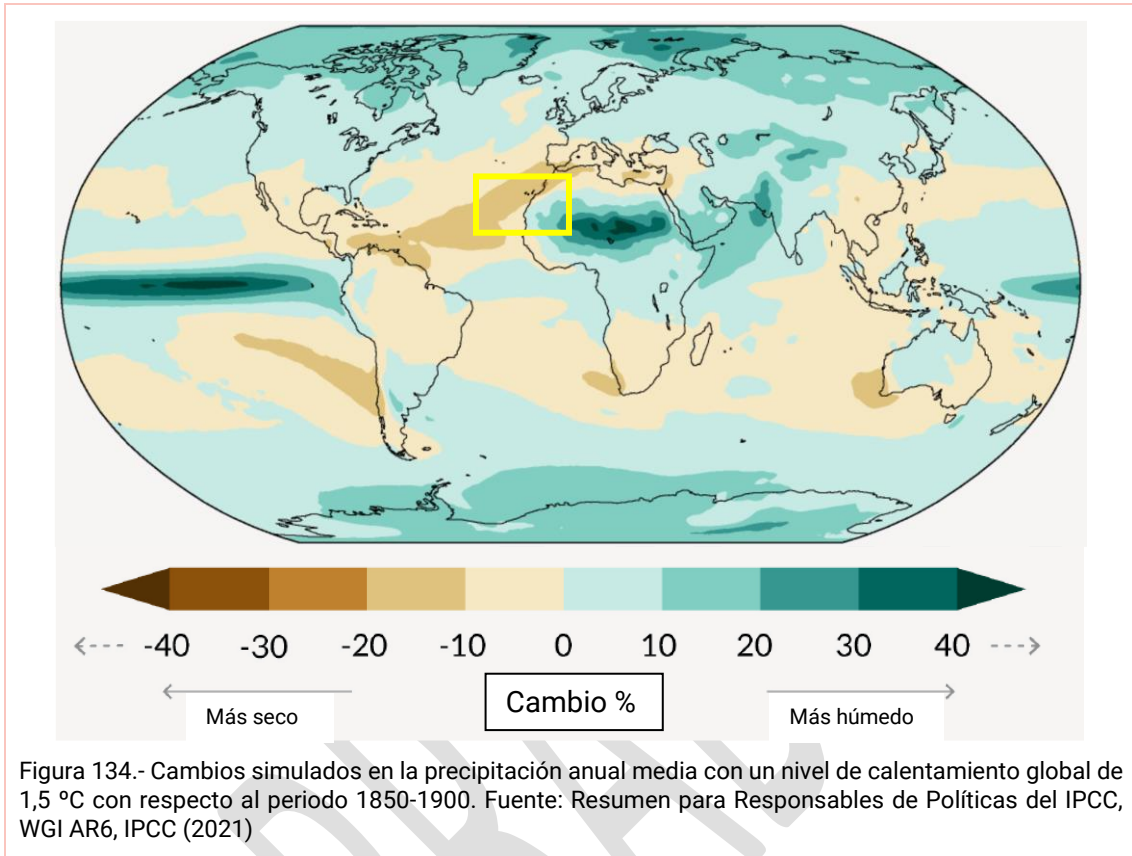 -40 -30 -20 -10 0 10 20 30 40
Más seco
Cambio %
Más húmedo
Figura 134.- Cambios simulados en la precipitación anual media con un nivel de calentamiento global de
1,5 ºC con respecto al periodo 1850-1900. Fuente: Resumen para Responsables de Políticas del IPCC,
WGI AR6, IPCC (2021)